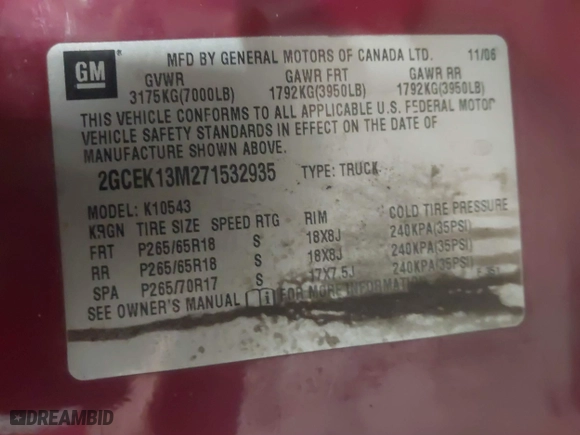 GM
MFD BY GENERAL MOTORS OF CANADA LTD. 11/06
GVWR GAWR FRT GAWR RR
3175KG(7000LB) 1792KG(3950LB) 1792KG(3950LB)
THIS VEHICLE CONFORMS TO ALL APPLICABLE U.S. FEDERAL MOTOR
VEHICLE SAFETY STANDARDS IN EFFECT ON THE DATE OF
MANUFACTURE SHOWN ABOVE.
2GCEK13M271532935 TYPE: TRUCK
MODEL: K10543
KRGN TIRE SIZE SPEED RTG RIM COLD TIRE PRESSURE
FRT P265/65R18 S 18X8J 240KPA(35PSI)
RR P265/65R18 S 18X8J 240KPA(35PSI)
SPA P265/70R17 S 17X7.5J 240KPA(35PSI)
SEE OWNER'S MANUAL FOR MORE INFORMATION
DREAMBID